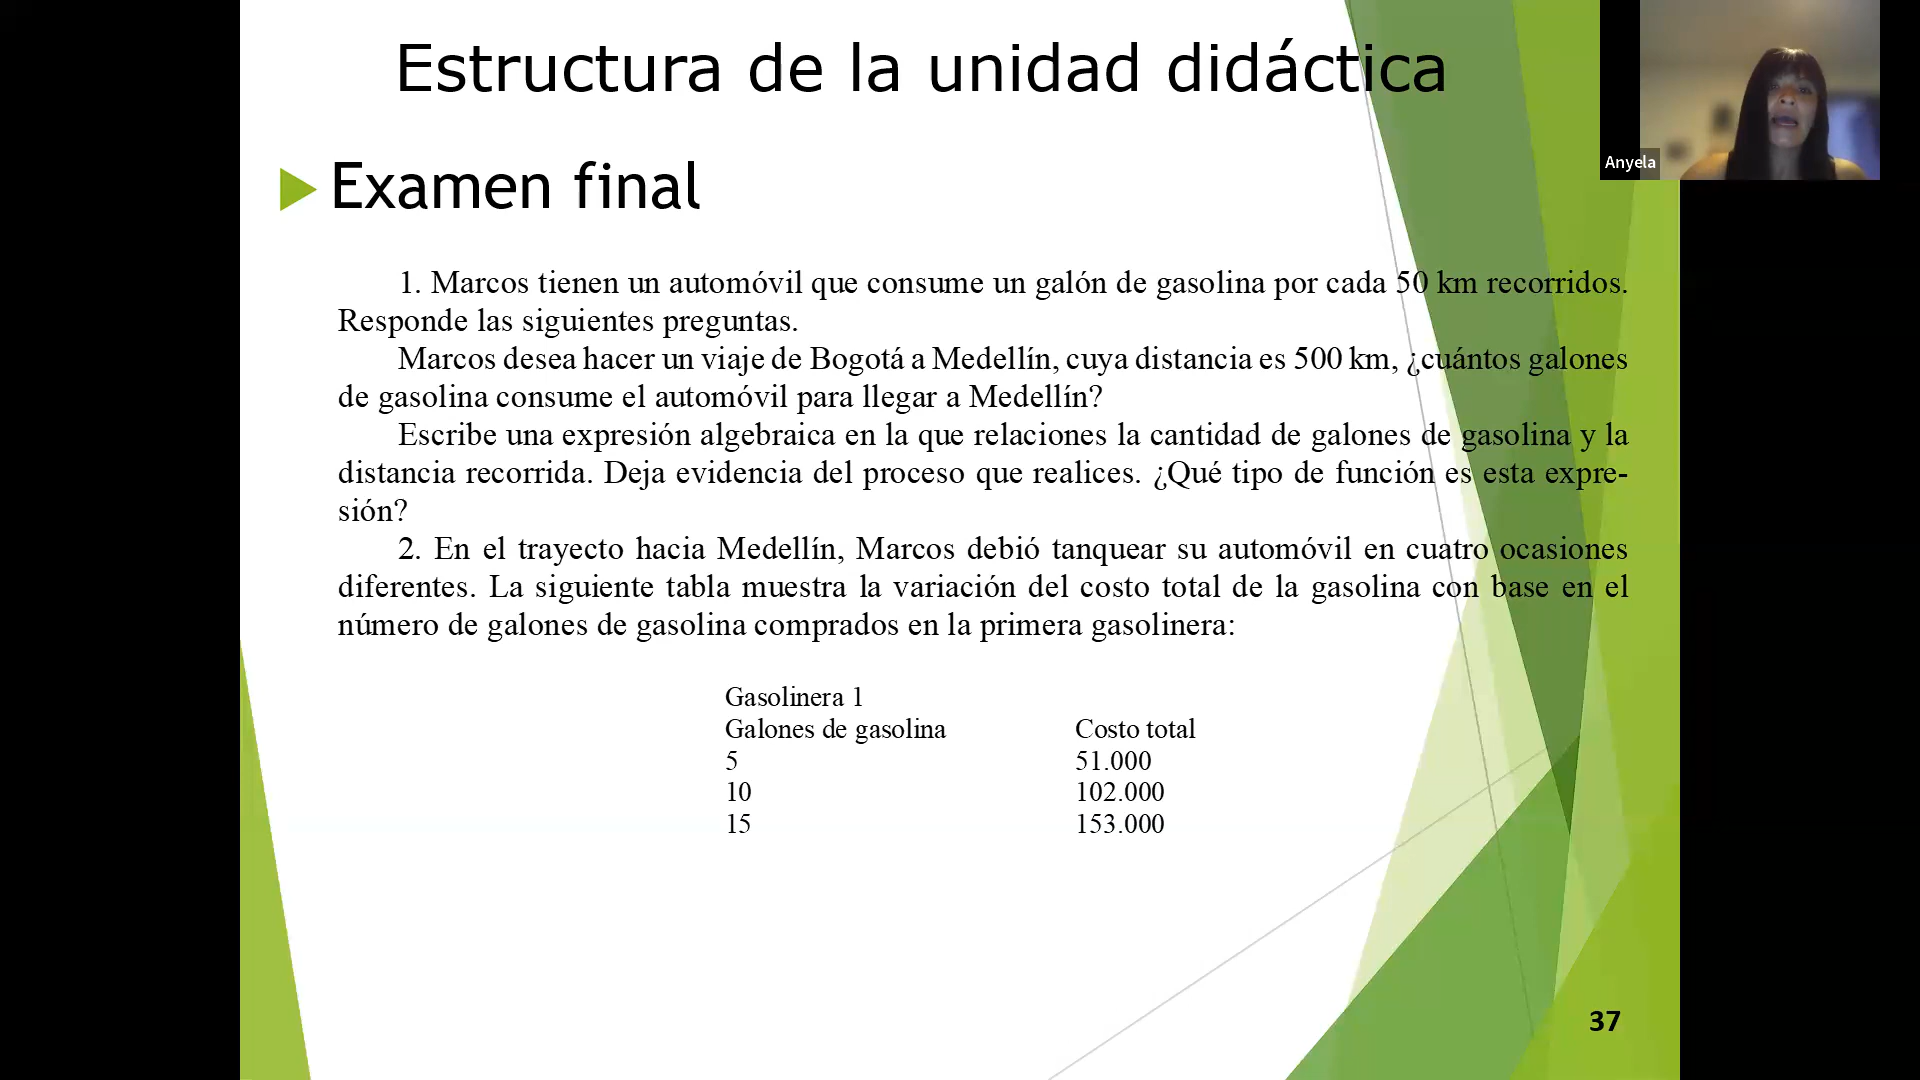 Estructura de la unidad didáctica
Anyela
Examen final
1. Marcos tienen un automóvil que consume un galón de gasolina por cada 50 km recorridos.
Responde las siguientes preguntas.
Marcos desea hacer un viaje de Bogotá a Medellín, cuya distancia es 500 km, ¿cuántos galones
de gasolina consume el automóvil para llegar a Medellín?
Escribe una expresión algebraica en la que relaciones la cantidad de galones de gasolina y la
distancia recorrida. Deja evidencia del proceso que realices. ¿Qué tipo de función es esta expre-
sión?
2. En el trayecto hacia Medellín, Marcos debió tanquear su automóvil en cuatro ocasiones
diferentes. La siguiente tabla muestra la variación del costo total de la gasolina con base en el
número de galones de gasolina comprados en la primera gasolinera:
Gasolinera 1
Galones de gasolina Costo total
5 51.000
10 102.000
15 153.000
37